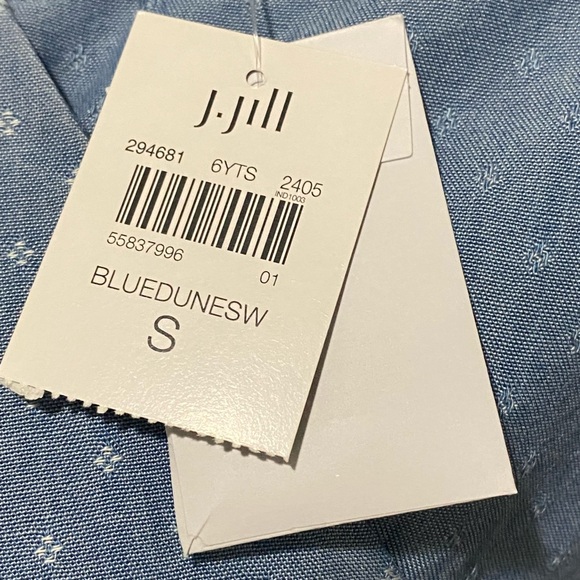 J.Jill
294681 6YTS 2405
IND1003
55837996 01
BLUEDUNESW
S